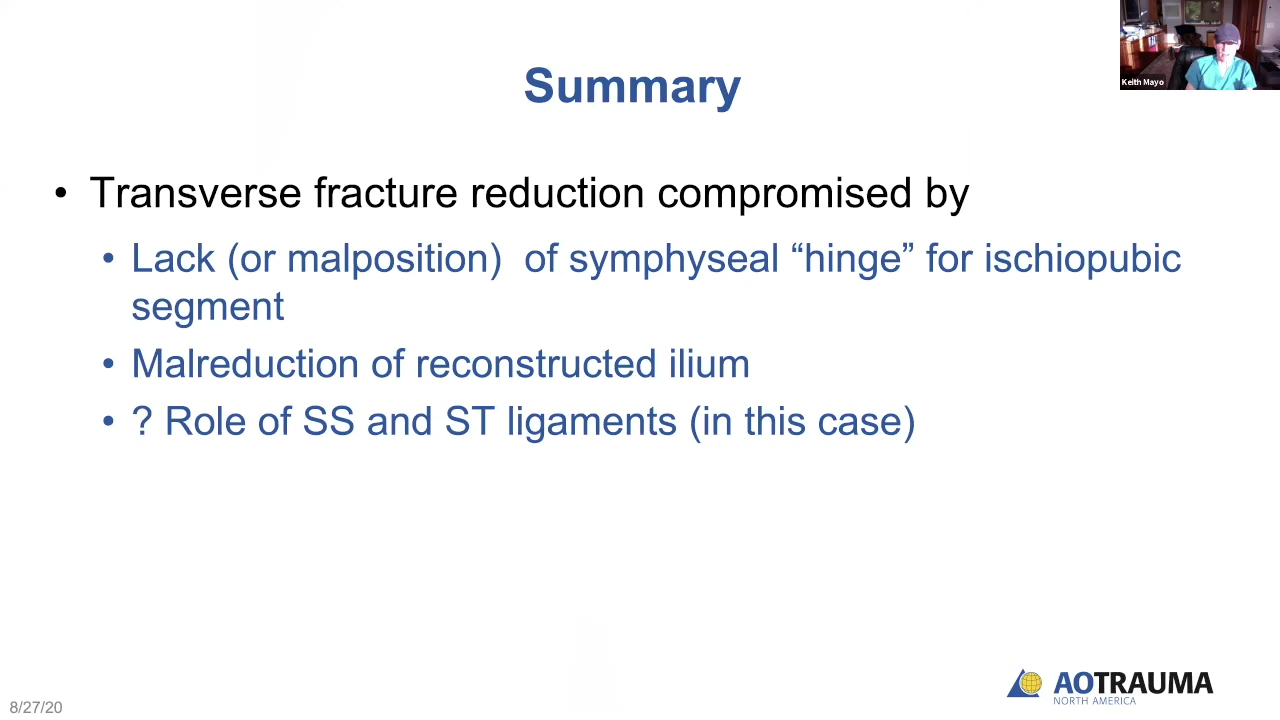 Keith Mayo
Summary
• Transverse fracture reduction compromised by
• Lack (or malposition) of symphyseal “hinge” for ischiopubic
segment
• Malreduction of reconstructed ilium
• ? Role of SS and ST ligaments (in this case)
8/27/20
AOTRAUMA
NORTH AMERICA